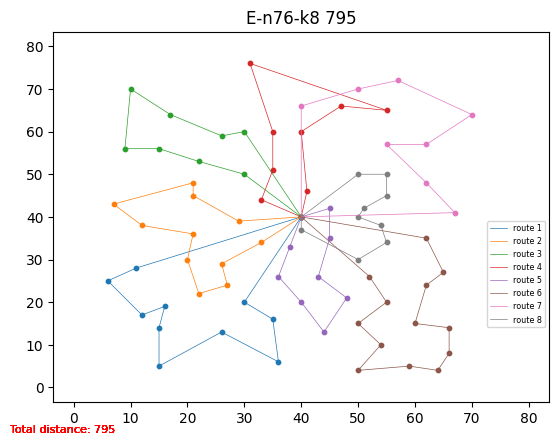 E-n76-k8 795
80
70
60
50
40
30
20
10
0
route 1
route 2
route 3
route 4
route 5
route 6
route 7
route 8
0 10 20 30 40 50 60 70 80
Total distance: 795